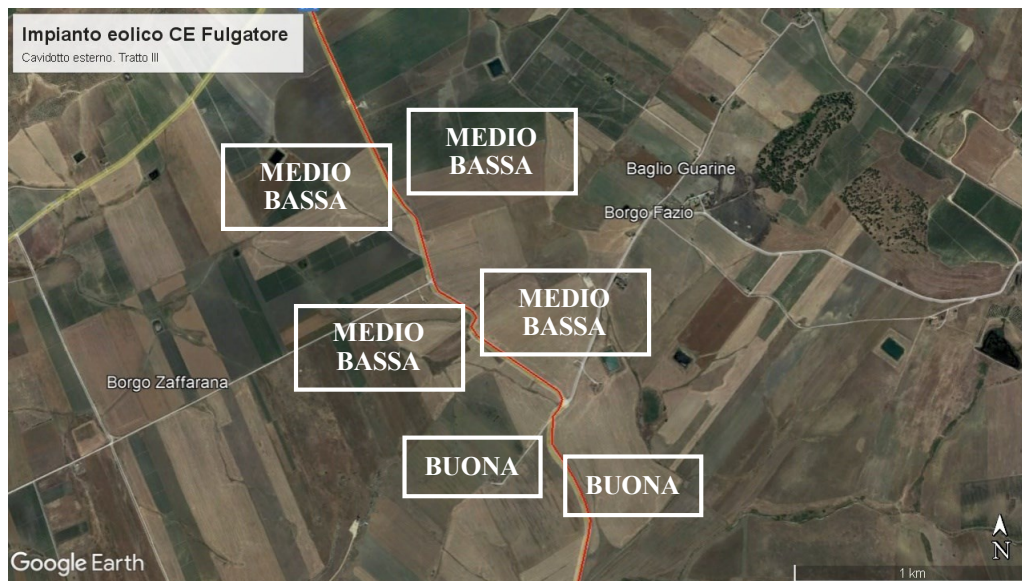 Impianto eolico CE Fulgatore
Cavidotto esterno. Tratto III
MEDIO
BASSA
MEDIO
BASSA
Baglio Guarine
Borgo Fazio
MEDIO
BASSA
MEDIO
BASSA
Borgo Zaffarana
BUONA
BUONA
Google Earth
N
1 km